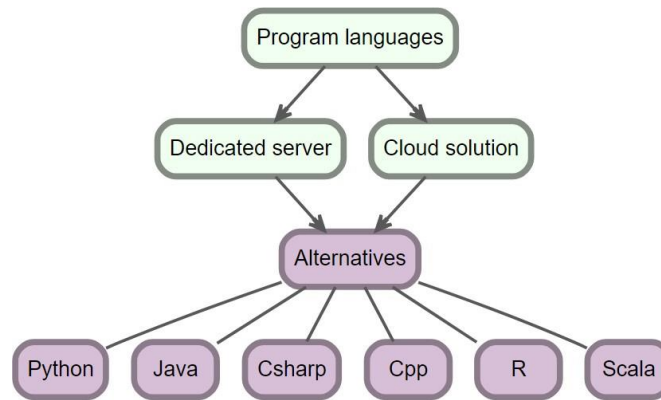 Program languages
Dedicated server
Cloud solution
Alternatives
Python
Java
Csharp
Cpp
R
Scala